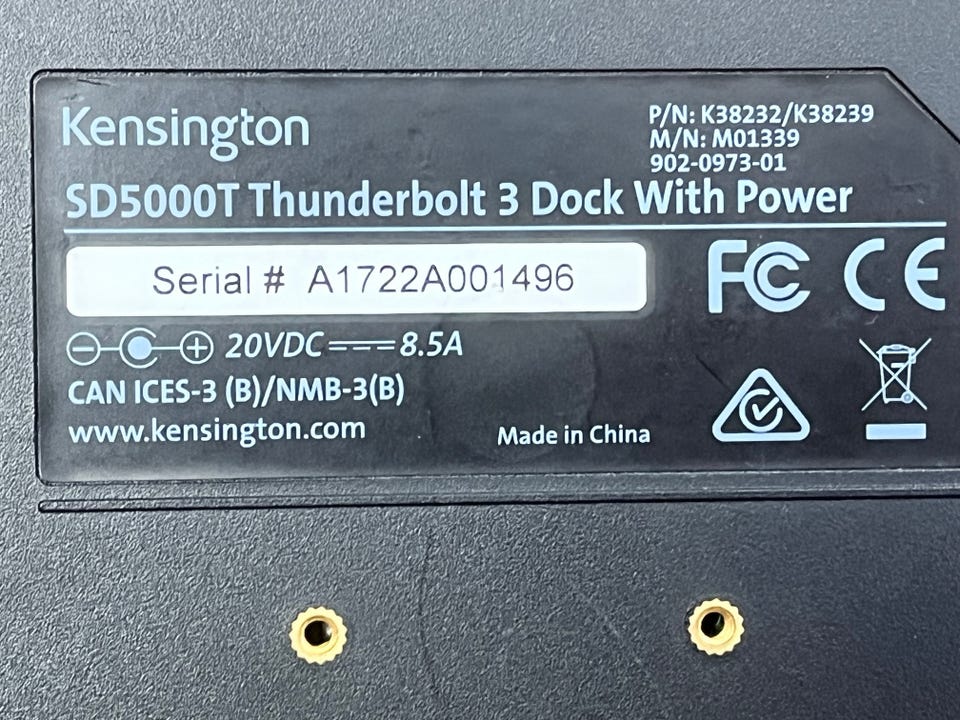 Kensington
P/N: K38232/K38239
M/N: M01339
902-0973-01
SD5000T Thunderbolt 3 Dock With Power
Serial # A1722A001496
FC CE
20VDC⎓8.5A
CAN ICES-3 (B)/NMB-3(B)
www.kensington.com
Made in China